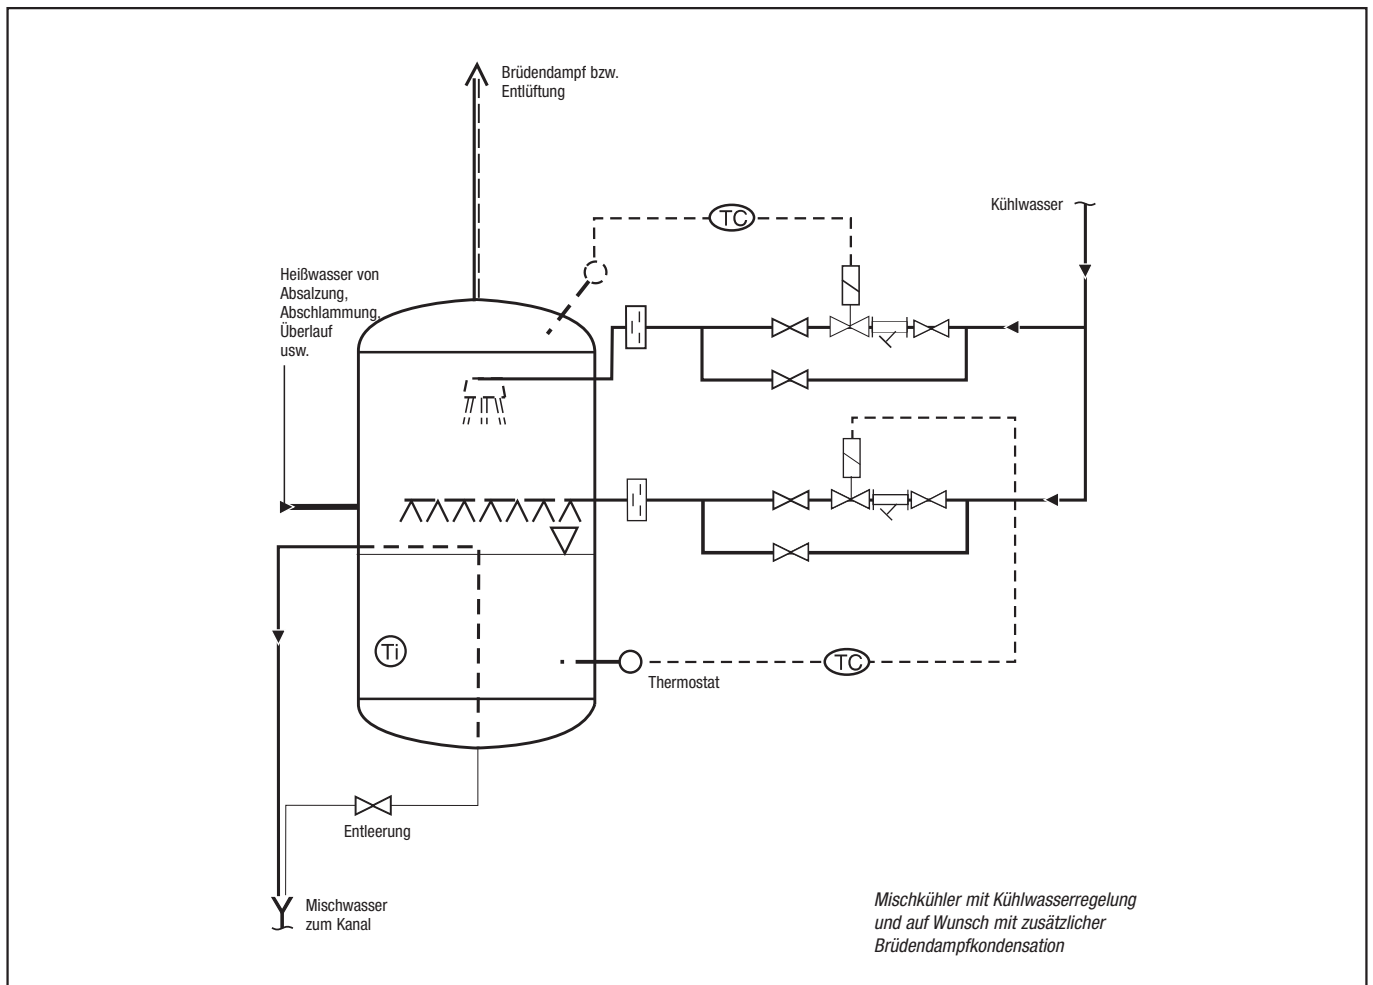 Brüdendampf bzw.
Entlüftung
Kühlwasser
TC
Heißwasser von
Absalzung,
Abschlammung,
Überlauf
usw.
Ti
TC
Thermostat
Entleerung
Mischwasser
zum Kanal
Mischkühler mit Kühlwasserregelung
und auf Wunsch mit zusätzlicher
Brüdendampfkondensation